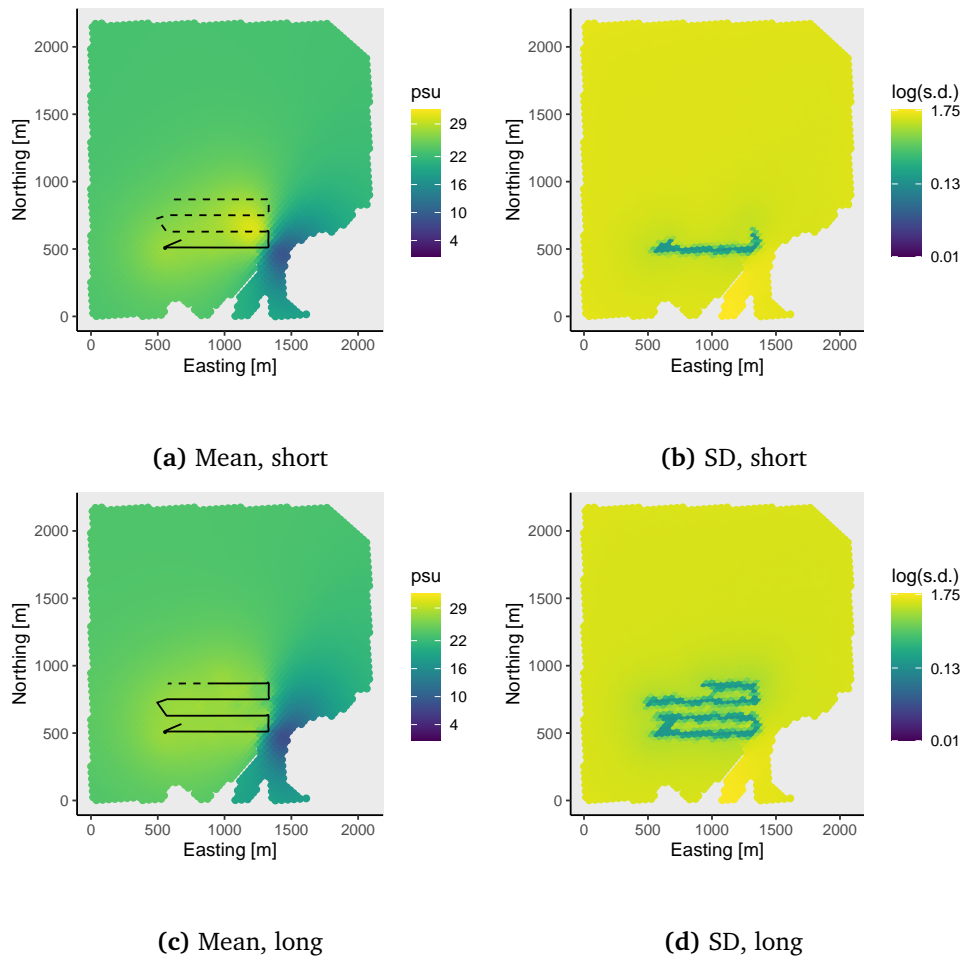 2000
1500
1000
500
0
Northing [m]
0 500 1000 1500 2000
Easting [m]
psu
29
22
16
10
4
(a) Mean, short
2000
1500
1000
500
0
Northing [m]
0 500 1000 1500 2000
Easting [m]
log(s.d.)
1.75
0.13
0.01
(b) SD, short
2000
1500
1000
500
0
Northing [m]
0 500 1000 1500 2000
Easting [m]
psu
29
22
16
10
4
(c) Mean, long
2000
1500
1000
500
0
Northing [m]
0 500 1000 1500 2000
Easting [m]
log(s.d.)
1.75
0.13
0.01
(d) SD, long